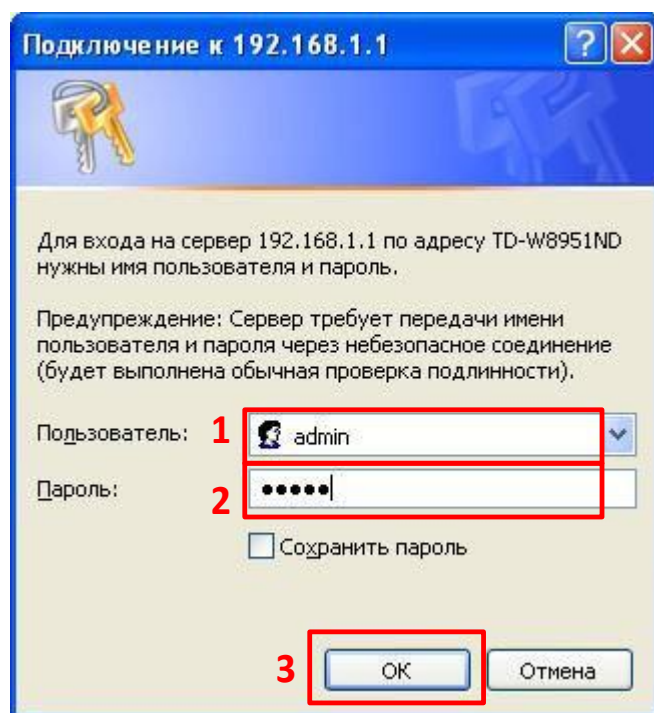 Подключение к 192.168.1.1
Для входа на сервер 192.168.1.1 по адресу TD-W8951ND
нужны имя пользователя и пароль.
Предупреждение: Сервер требует передачи имени
пользователя и пароля через небезопасное соединение
(будет выполнена обычная проверка подлинности).
Пользователь: 1 admin
Пароль: 2 •••••
Сохранить пароль
3 OK Отмена